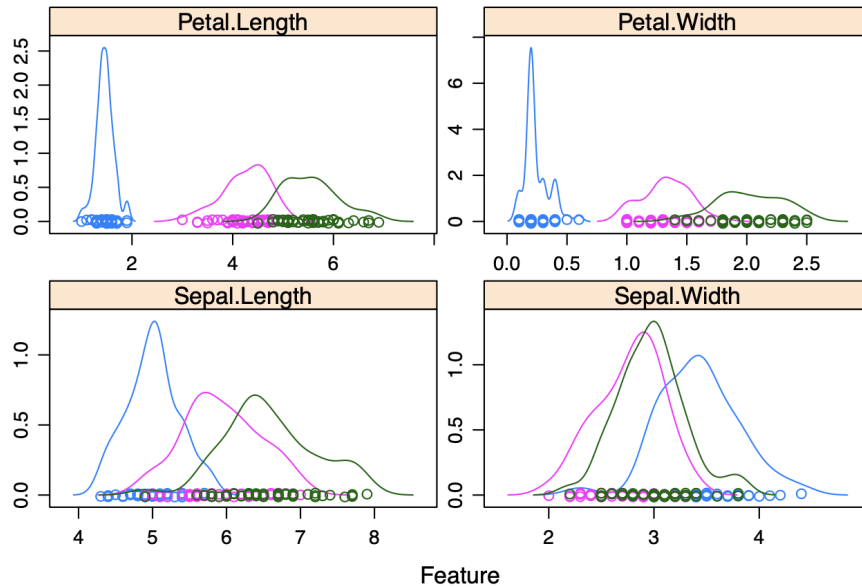 Petal.Length
Petal.Width
0.0 0.5 1.0 1.5 2.0 2.5
0 2 4 6
2 4 6
0.0 0.5 1.0 1.5 2.0 2.5
Sepal.Length
Sepal.Width
0.0 0.5 1.0
0.0 0.5 1.0
5 6 7 8
4
2 3 4
Feature